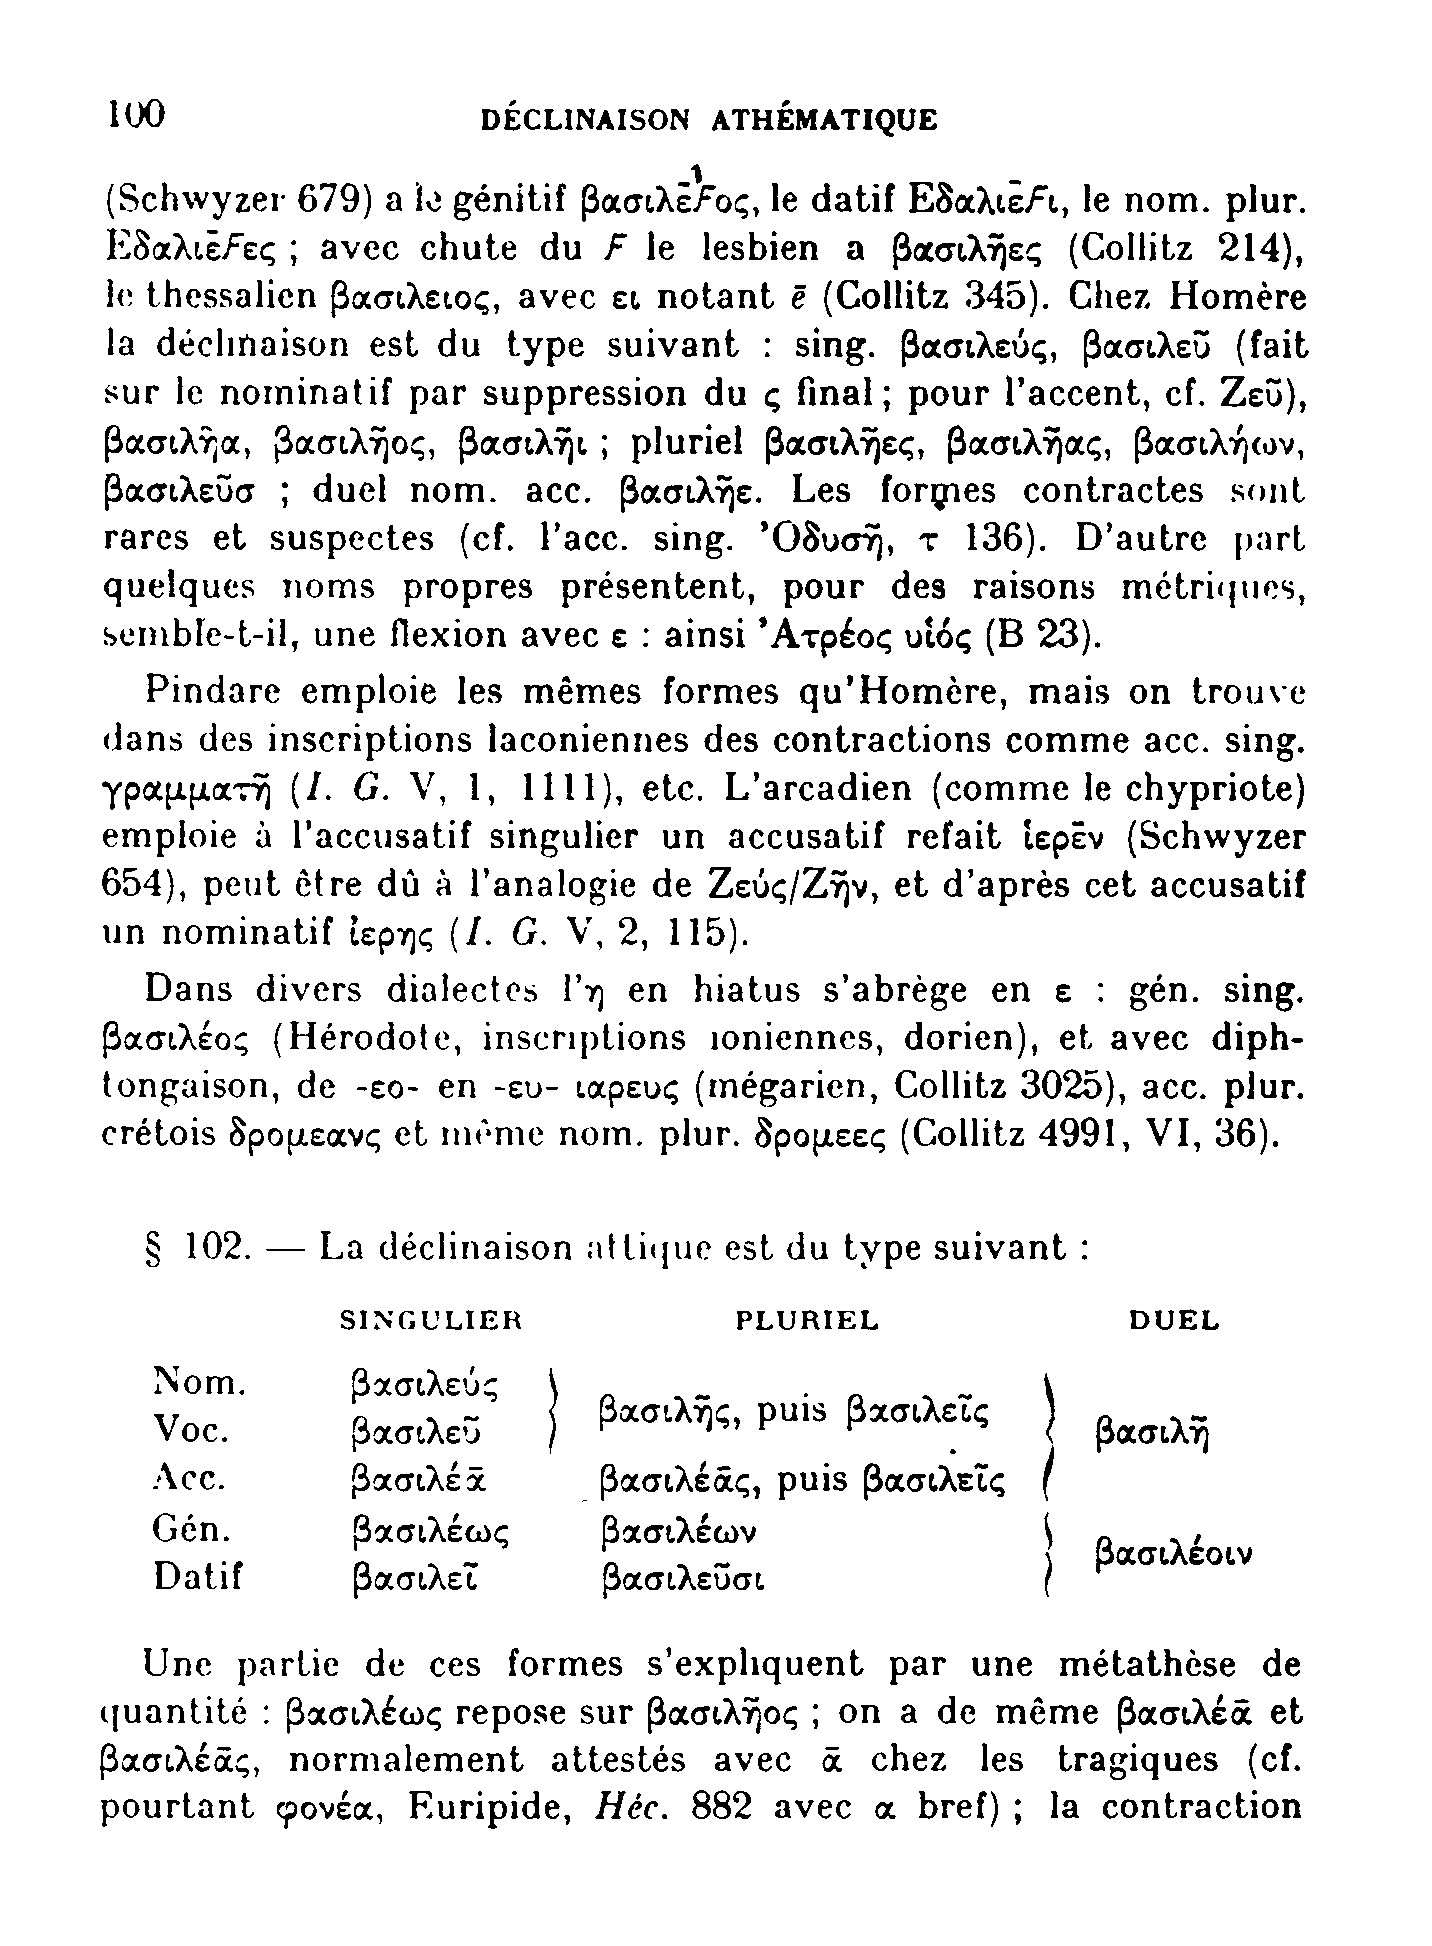 100 DÉCLINAISON ATHÉMATIQUE
(Schwyzer 679) a le génitif βασιλε̄Ϝος, le datif Εδαλιε̄Ϝι, le nom. plur.
Εδαλιε̄Ϝες ; avec chute du Ϝ le lesbien a βασιλῆες (Collitz 214),
le thessalien βασιλειος, avec ει notant ē (Collitz 345). Chez Homère
la déclinaison est du type suivant : sing. βασιλεύς, βασιλεῦ (fait
sur le nominatif par suppression du ς final ; pour l'accent, cf. Ζεῦ),
βασιλῆα, βασιλῆος, βασιλῆι ; pluriel βασιλῆες, βασιλῆας, βασιλήων,
βασιλεῦσ ; duel nom. acc. βασιλῆε. Les formes contractes sont
rares et suspectes (cf. l'acc. sing. Ὀδυσῆ, τ 136). D'autre part
quelques noms propres présentent, pour des raisons métriques,
semble-t-il, une flexion avec ε : ainsi Ἀτρέος υἱός (B 23).
Pindare emploie les mêmes formes qu'Homère, mais on trouve
dans des inscriptions laconiennes des contractions comme acc. sing.
γραμματῆ (I. G. V, 1, 1111), etc. L'arcadien (comme le chypriote)
emploie à l'accusatif singulier un accusatif refait ἱερε̄ν (Schwyzer
654), peut être dû à l'analogie de Ζεύς/Ζῆν, et d'après cet accusatif
un nominatif ἱερης (I. G. V, 2, 115).
Dans divers dialectes l'η en hiatus s'abrège en ε : gén. sing.
βασιλέος (Hérodote, inscriptions ioniennes, dorien), et avec diph-
tongaison, de -εο- en -ευ- ιαρευς (mégarien, Collitz 3025), acc. plur.
crétois δρομεανς et même nom. plur. δρομεες (Collitz 4991, VI, 36).
§ 102. — La déclinaison attique est du type suivant :
SINGULIER PLURIEL DUEL
Nom. βασιλεύς } βασιλῆς, puis βασιλεῖς } βασιλῆ
Voc. βασιλεῦ
Acc. βασιλέᾱ βασιλέᾱς, puis βασιλεῖς
Gén. βασιλέως βασιλέων } βασιλέοιν
Datif βασιλεῖ βασιλεῦσι
Une partie de ces formes s'expliquent par une métathèse de
quantité : βασιλέως repose sur βασιλῆος ; on a de même βασιλέᾱ et
βασιλέᾱς, normalement attestés avec ᾱ chez les tragiques (cf.
pourtant φονέα, Euripide, Héc. 882 avec α bref) ; la contraction